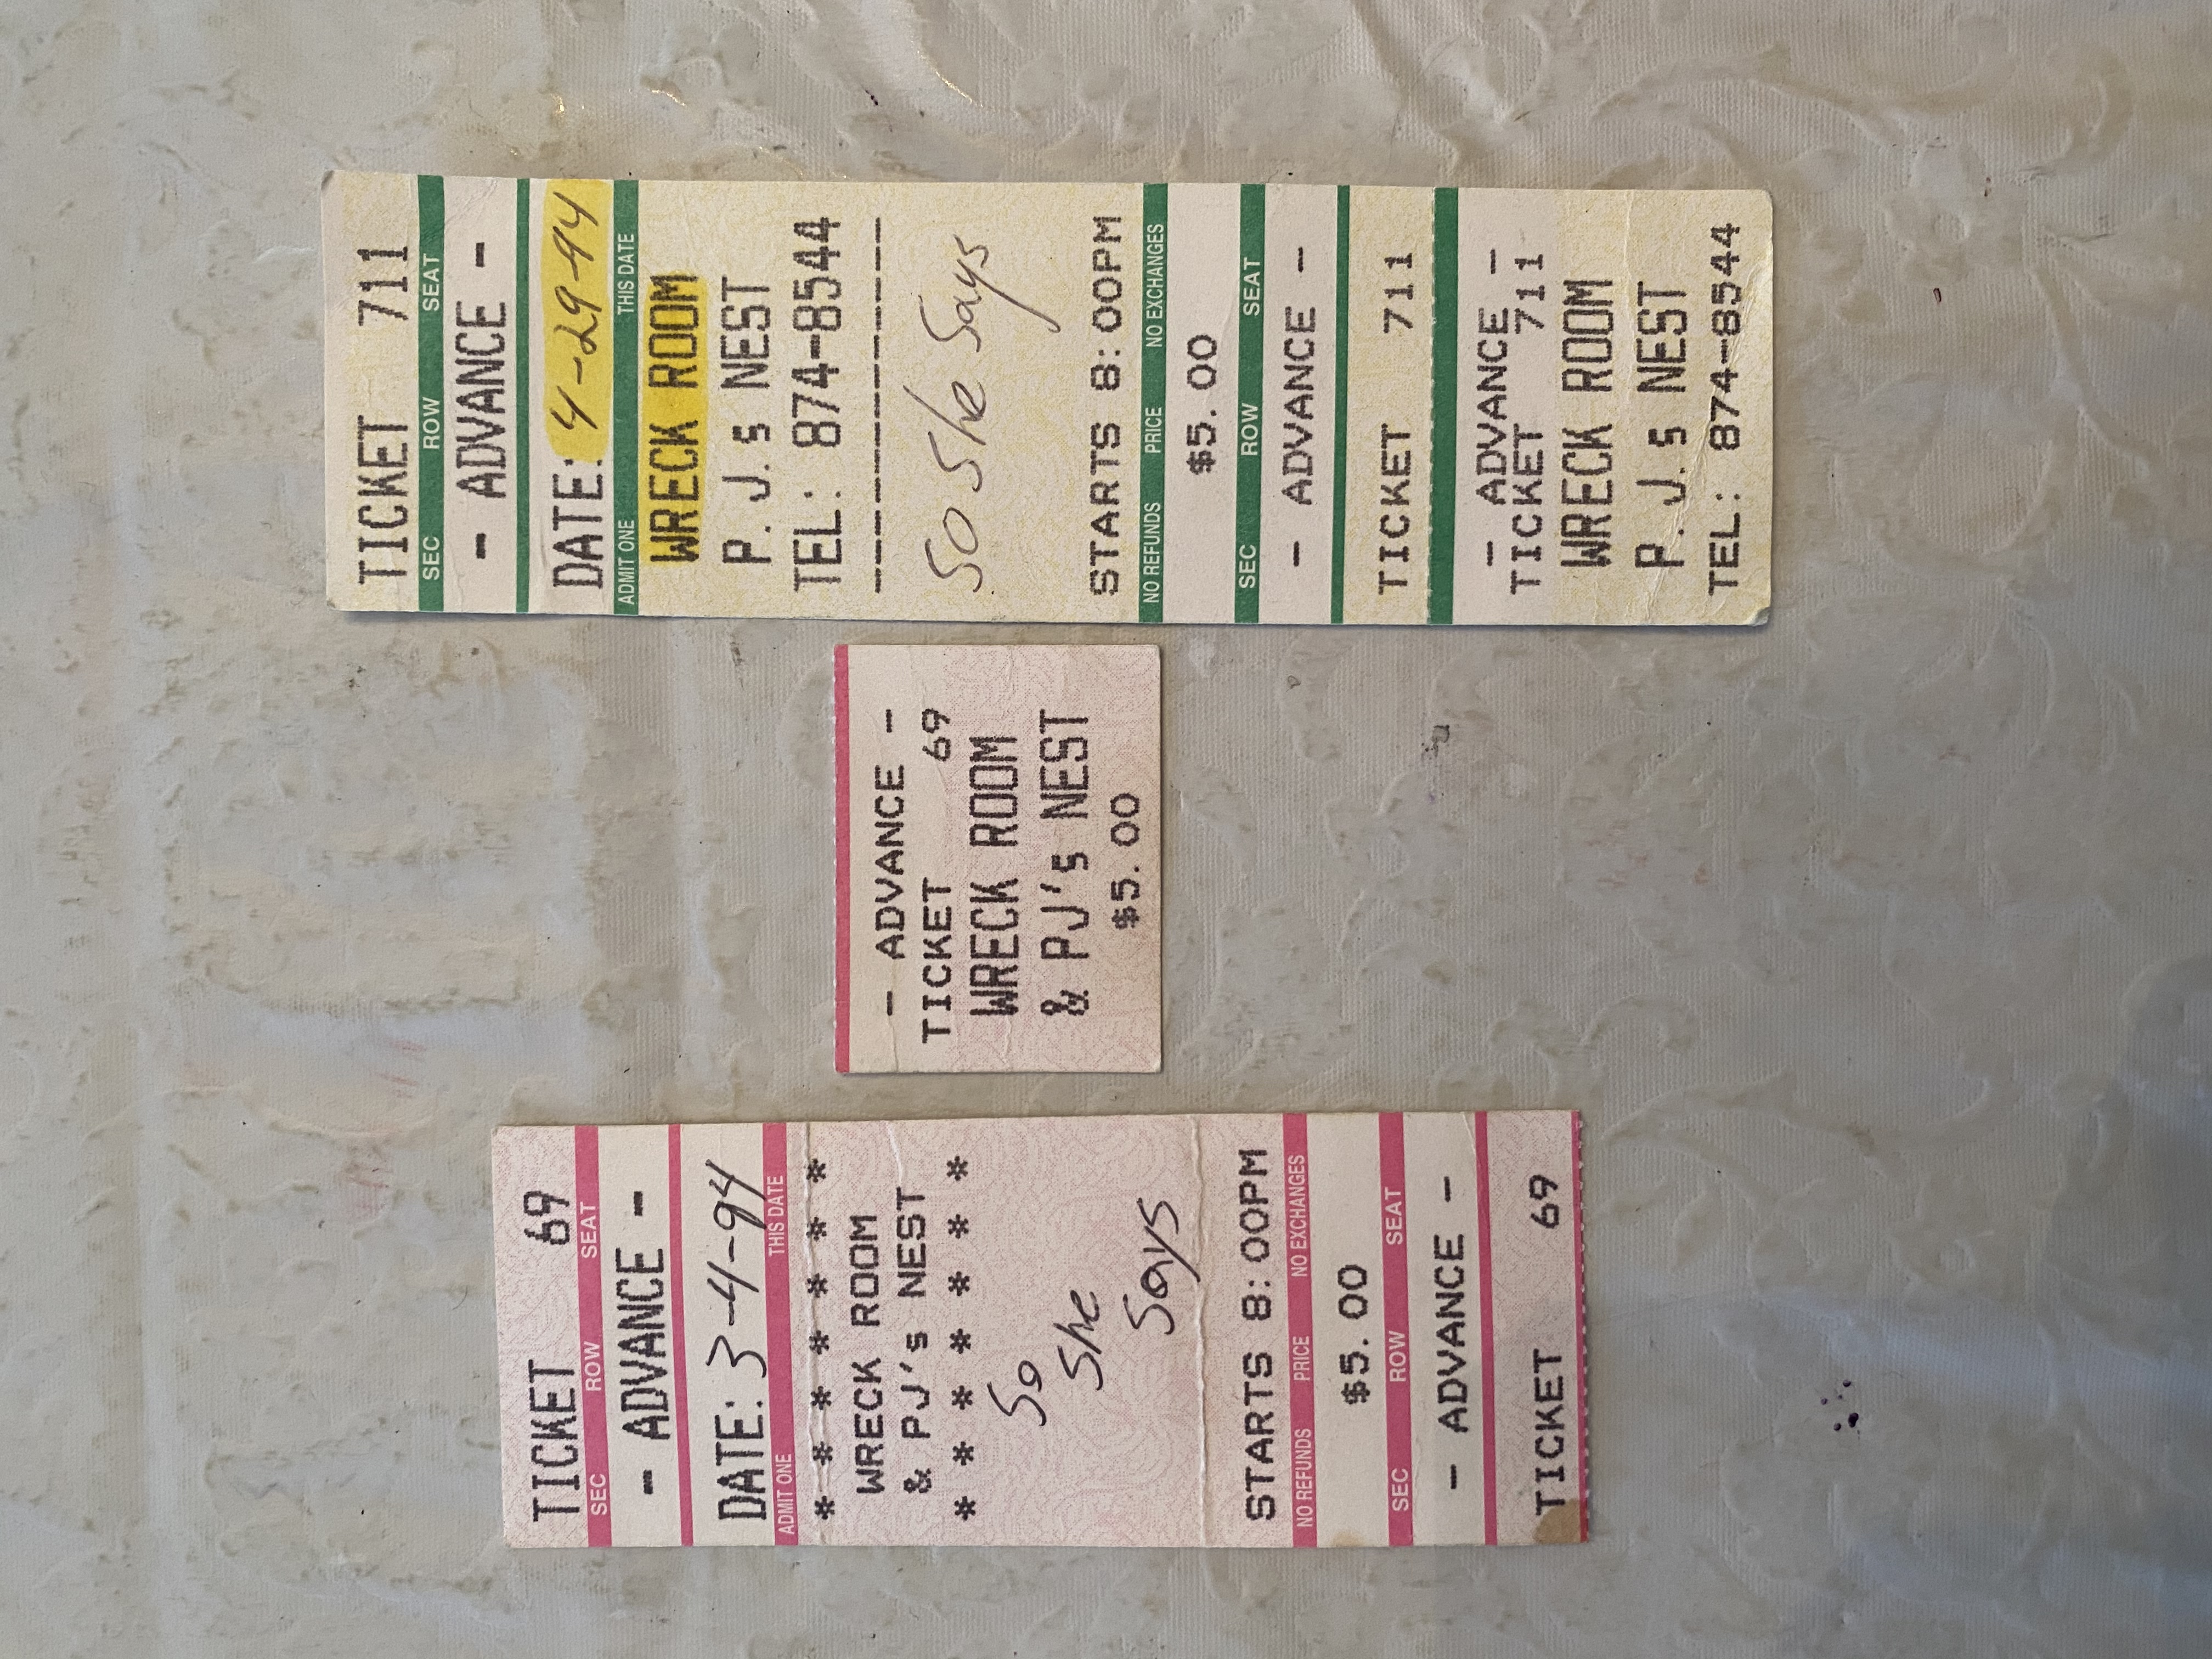 TICKET 69
SEC ROW SEAT
- ADVANCE -
DATE: 3-4-94
ADMIT ONE THIS DATE
* * * * * * *
WRECK ROOM
& PJ's NEST
* * * * * * *
So
She
Says
STARTS 8:00PM
NO REFUNDS PRICE NO EXCHANGES
$5.00
SEC ROW SEAT
- ADVANCE -
TICKET 69
- ADVANCE -
TICKET 69
WRECK ROOM
& PJ's NEST
$5.00
TICKET 711
SEC ROW SEAT
- ADVANCE -
DATE: 4-29-94
ADMIT ONE THIS DATE
WRECK ROOM
P.J.s NEST
TEL: 874-8544
----------------
So She Says
STARTS 8:00PM
NO REFUNDS PRICE NO EXCHANGES
$5.00
SEC ROW SEAT
- ADVANCE -
TICKET 711
- ADVANCE -
TICKET 711
WRECK ROOM
P.J.s NEST
TEL: 874-8544